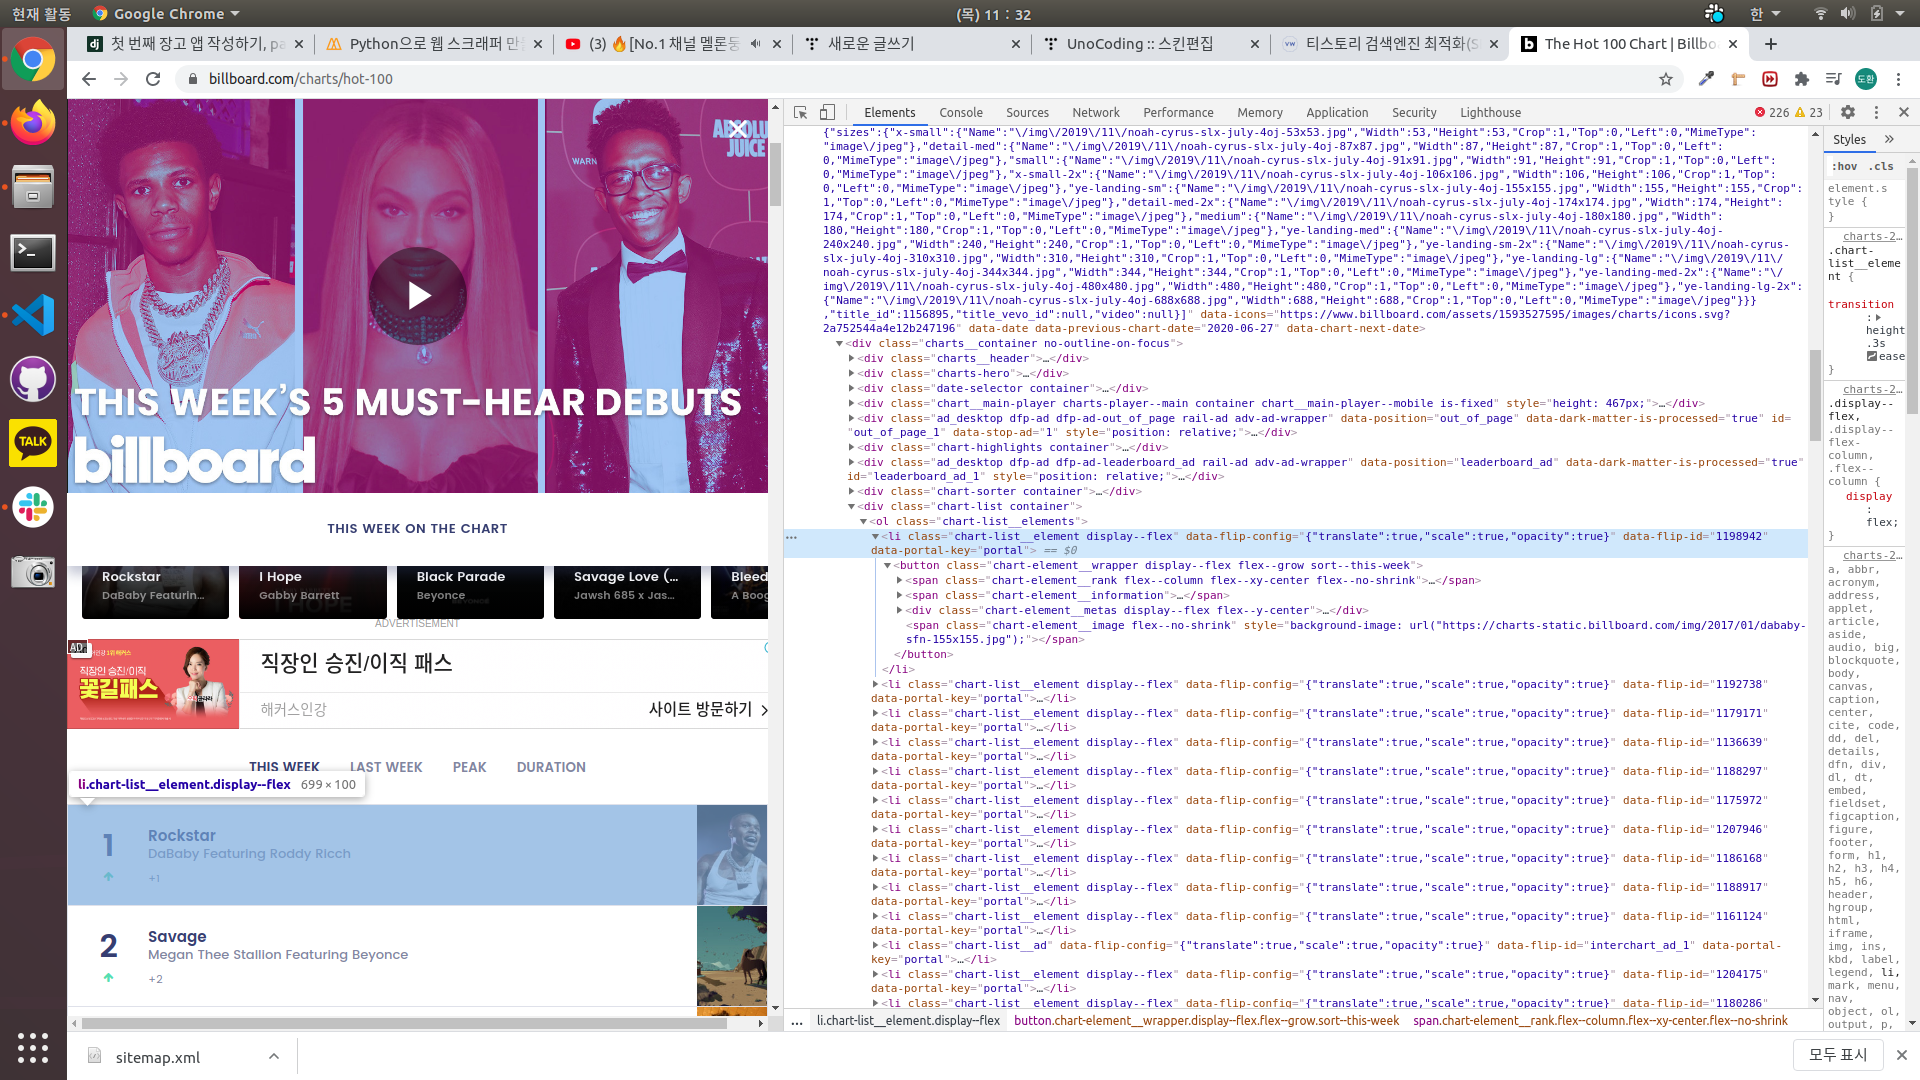 현재 활동 Google Chrome (목) 11 : 32 한
첫 번째 장고 앱 작성하기, pa
Python으로 웹 스크래퍼 만
(3) 🔥[No.1 채널 멜론둥
새로운 글쓰기
UnoCoding :: 스킨편집
티스토리 검색엔진 최적화(S
The Hot 100 Chart | Billbo
billboard.com/charts/hot-100
도환
THIS WEEK'S 5 MUST-HEAR DEBUTS
billboard
THIS WEEK ON THE CHART
Rockstar
DaBaby Featurin...
I Hope
Gabby Barrett
Black Parade
Beyonce
Savage Love (...
Jawsh 685 x Jas...
Bleed
A Boog
ADVERTISEMENT
AD
직장인 승진/이직
꽃길패스
직장인 승진/이직 패스
해커스인강
사이트 방문하기
THIS WEEK LAST WEEK PEAK DURATION
li.chart-list__element.display--flex 699 × 100
1 Rockstar
DaBaby Featuring Roddy Ricch
+1
2 Savage
Megan Thee Stallion Featuring Beyonce
+2
TALK
Elements Console Sources Network Performance Memory Application Security Lighthouse 226 23
{"sizes":{"x-small":{"Name":"\/img\/2019\/11\/noah-cyrus-slx-july-4oj-53x53.jpg","Width":53,"Height":53,"Crop":1,"Top":0,"Left":0,"MimeType":
"image\/jpeg"},"detail-med":{"Name":"\/img\/2019\/11\/noah-cyrus-slx-july-4oj-87x87.jpg","Width":87,"Height":87,"Crop":1,"Top":0,"Left":
0,"MimeType":"image\/jpeg"},"small":{"Name":"\/img\/2019\/11\/noah-cyrus-slx-july-4oj-91x91.jpg","Width":91,"Height":91,"Crop":1,"Top":0,"Left":
0,"MimeType":"image\/jpeg"},"x-small-2x":{"Name":"\/img\/2019\/11\/noah-cyrus-slx-july-4oj-106x106.jpg","Width":106,"Height":106,"Crop":1,"Top":
0,"Left":0,"MimeType":"image\/jpeg"},"ye-landing-sm":{"Name":"\/img\/2019\/11\/noah-cyrus-slx-july-4oj-155x155.jpg","Width":155,"Height":155,"Crop":
1,"Top":0,"Left":0,"MimeType":"image\/jpeg"},"detail-med-2x":{"Name":"\/img\/2019\/11\/noah-cyrus-slx-july-4oj-174x174.jpg","Width":174,"Height":
174,"Crop":1,"Top":0,"Left":0,"MimeType":"image\/jpeg"},"medium":{"Name":"\/img\/2019\/11\/noah-cyrus-slx-july-4oj-180x180.jpg","Width":
180,"Height":180,"Crop":1,"Top":0,"Left":0,"MimeType":"image\/jpeg"},"ye-landing-med":{"Name":"\/img\/2019\/11\/noah-cyrus-slx-july-4oj-
240x240.jpg","Width":240,"Height":240,"Crop":1,"Top":0,"Left":0,"MimeType":"image\/jpeg"},"ye-landing-sm-2x":{"Name":"\/img\/2019\/11\/noah-cyrus-
slx-july-4oj-310x310.jpg","Width":310,"Height":310,"Crop":1,"Top":0,"Left":0,"MimeType":"image\/jpeg"},"ye-landing-lg":{"Name":"\/img\/2019\/11\/
noah-cyrus-slx-july-4oj-344x344.jpg","Width":344,"Height":344,"Crop":1,"Top":0,"Left":0,"MimeType":"image\/jpeg"},"ye-landing-med-2x":{"Name":"\/
img\/2019\/11\/noah-cyrus-slx-july-4oj-480x480.jpg","Width":480,"Height":480,"Crop":1,"Top":0,"Left":0,"MimeType":"image\/jpeg"},"ye-landing-lg-2x":
{"Name":"\/img\/2019\/11\/noah-cyrus-slx-july-4oj-688x688.jpg","Width":688,"Height":688,"Crop":1,"Top":0,"Left":0,"MimeType":"image\/jpeg"}}}
,"title_id":1156895,"title_vevo_id":null,"video":null}]" data-icons="https://www.billboard.com/assets/1593527595/images/charts/icons.svg?
2a752544a4e12b247196" data-date data-previous-chart-date="2020-06-27" data-chart-next-date>
<div class="charts__container no-outline-on-focus">
<div class="charts__header">…</div>
<div class="charts-hero">…</div>
<div class="date-selector container">…</div>
<div class="chart__main-player charts-player--main container chart__main-player--mobile is-fixed" style="height: 467px;">…</div>
<div class="ad_desktop dfp-ad dfp-ad-out_of_page rail-ad adv-ad-wrapper" data-position="out_of_page" data-dark-matter-is-processed="true" id=
"out_of_page_1" data-stop-ad="1" style="position: relative;">…</div>
<div class="chart-highlights container">…</div>
<div class="ad_desktop dfp-ad dfp-ad-leaderboard_ad rail-ad adv-ad-wrapper" data-position="leaderboard_ad" data-dark-matter-is-processed="true"
id="leaderboard_ad_1" style="position: relative;">…</div>
<div class="chart-sorter container">…</div>
<div class="chart-list container">
<ol class="chart-list__elements">
<li class="chart-list__element display--flex" data-flip-config="{"translate":true,"scale":true,"opacity":true}" data-flip-id="1198942"
data-portal-key="portal"> == $0
<button class="chart-element__wrapper display--flex flex--grow sort--this-week">
<span class="chart-element__rank flex--column flex--xy-center flex--no-shrink">…</span>
<span class="chart-element__information">…</span>
<div class="chart-element__metas display--flex flex--y-center">…</div>
<span class="chart-element__image flex--no-shrink" style="background-image: url("https://charts-static.billboard.com/img/2017/01/dababy-
sfn-155x155.jpg");"></span>
</button>
</li>
<li class="chart-list__element display--flex" data-flip-config="{"translate":true,"scale":true,"opacity":true}" data-flip-id="1192738"
data-portal-key="portal">…</li>
<li class="chart-list__element display--flex" data-flip-config="{"translate":true,"scale":true,"opacity":true}" data-flip-id="1179171"
data-portal-key="portal">…</li>
<li class="chart-list__element display--flex" data-flip-config="{"translate":true,"scale":true,"opacity":true}" data-flip-id="1136639"
data-portal-key="portal">…</li>
<li class="chart-list__element display--flex" data-flip-config="{"translate":true,"scale":true,"opacity":true}" data-flip-id="1188297"
data-portal-key="portal">…</li>
<li class="chart-list__element display--flex" data-flip-config="{"translate":true,"scale":true,"opacity":true}" data-flip-id="1175972"
data-portal-key="portal">…</li>
<li class="chart-list__element display--flex" data-flip-config="{"translate":true,"scale":true,"opacity":true}" data-flip-id="1207946"
data-portal-key="portal">…</li>
<li class="chart-list__element display--flex" data-flip-config="{"translate":true,"scale":true,"opacity":true}" data-flip-id="1186168"
data-portal-key="portal">…</li>
<li class="chart-list__element display--flex" data-flip-config="{"translate":true,"scale":true,"opacity":true}" data-flip-id="1188917"
data-portal-key="portal">…</li>
<li class="chart-list__element display--flex" data-flip-config="{"translate":true,"scale":true,"opacity":true}" data-flip-id="1161124"
data-portal-key="portal">…</li>
<li class="chart-list__ad" data-flip-config="{"translate":true,"scale":true,"opacity":true}" data-flip-id="interchart_ad_1" data-portal-
key="portal">…</li>
<li class="chart-list__element display--flex" data-flip-config="{"translate":true,"scale":true,"opacity":true}" data-flip-id="1204175"
data-portal-key="portal">…</li>
<li class="chart-list__element display--flex" data-flip-config="{"translate":true,"scale":true,"opacity":true}" data-flip-id="1180286"
... li.chart-list__element.display--flex button.chart-element__wrapper.display--flex.flex--grow.sort--this-week span.chart-element__rank.flex--column.flex--xy-center.flex--no-shrink
Styles »
:hov .cls
element.s
tyle {
}
charts-2…
.chart-
list__eleme
nt {
transition
:
height
.3s
ease
}
charts-2…
.display--
flex,
.display--
flex-
column,
.flex--
column {
display
:
flex;
}
charts-2…
a, abbr,
acronym,
address,
applet,
article,
aside,
audio, big,
blockquote,
body,
canvas,
caption,
center,
cite, code,
dd, del,
details,
dfn, div,
dl, dt,
embed,
fieldset,
figcaption,
figure,
footer,
form, h1,
h2, h3, h4,
h5, h6,
header,
hgroup,
html,
iframe,
img, ins,
kbd, label,
legend, li,
mark, menu,
nav,
object, ol,
output, p,
sitemap.xml
모두 표시